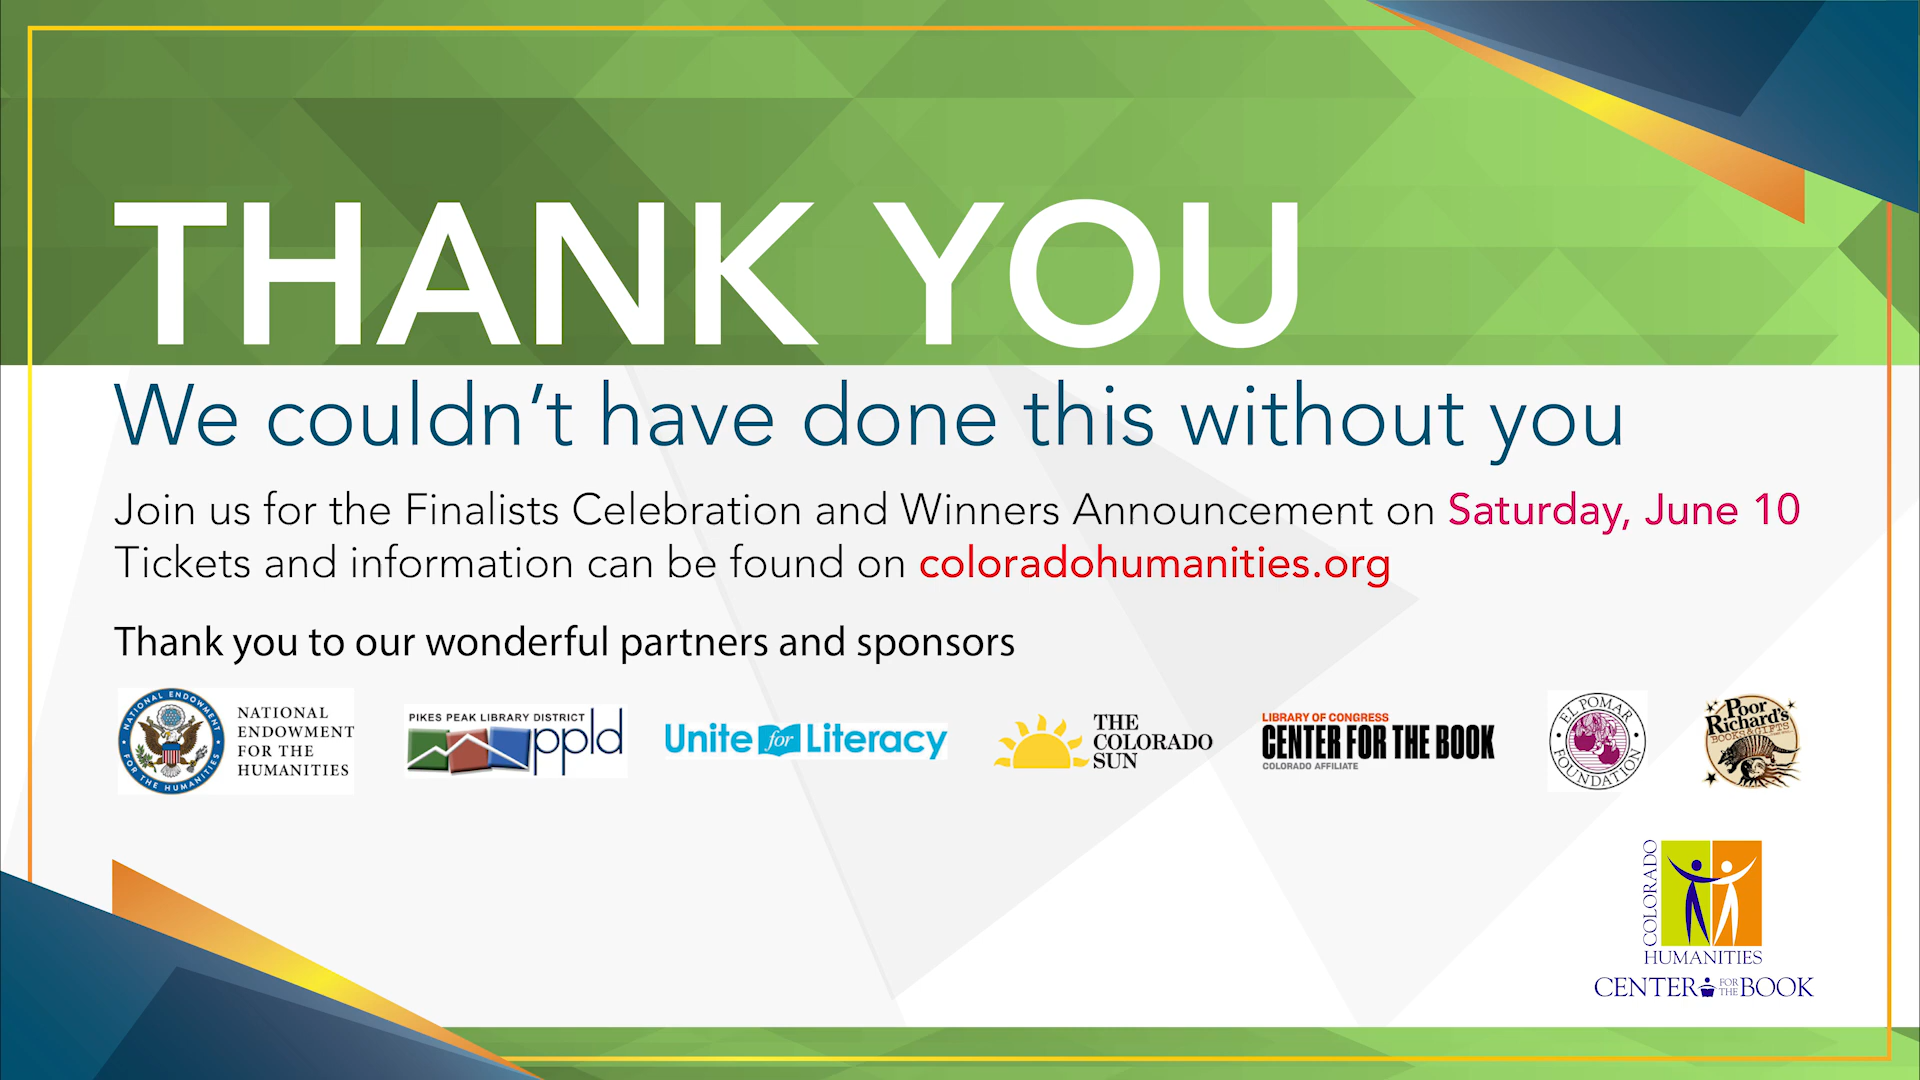 THANK YOU
We couldn’t have done this without you
Join us for the Finalists Celebration and Winners Announcement on Saturday, June 10
Tickets and information can be found on coloradohumanities.org
Thank you to our wonderful partners and sponsors
NATIONAL ENDOWMENT FOR THE HUMANITIES
NATIONAL
ENDOWMENT
FOR THE
HUMANITIES
PIKES PEAK LIBRARY DISTRICT
ppld
Unite for Literacy
THE
COLORADO
SUN
LIBRARY OF CONGRESS
CENTER FOR THE BOOK
COLORADO AFFILIATE
EL POMAR
FOUNDATION
Poor
Richard's
BOOKS & GIFTS
COLORADO
HUMANITIES
CENTER FOR THE BOOK